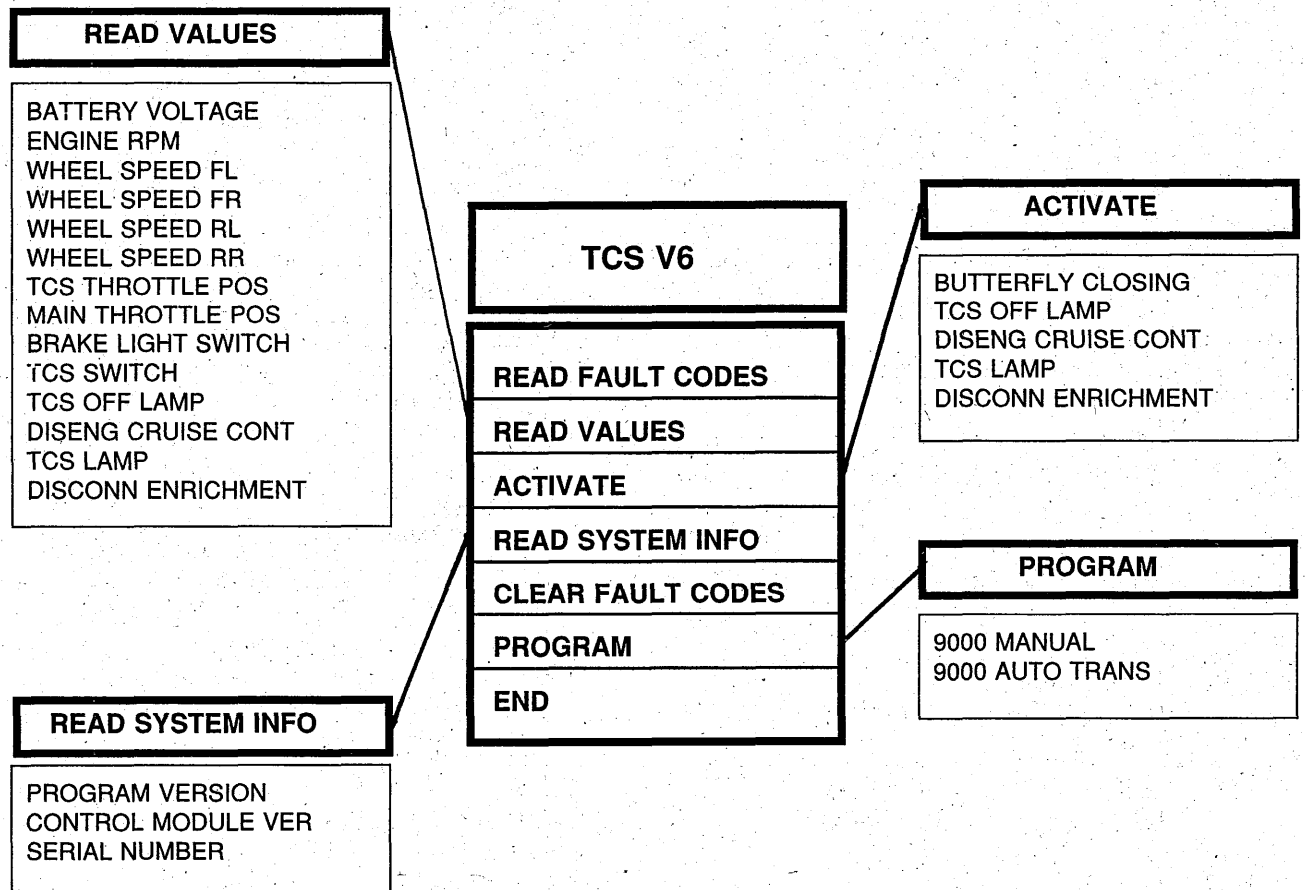 READ VALUES
BATTERY VOLTAGE
ENGINE RPM
WHEEL SPEED FL
WHEEL SPEED FR
WHEEL SPEED RL
WHEEL SPEED RR
TCS THROTTLE POS
MAIN THROTTLE POS
BRAKE LIGHT SWITCH
TCS SWITCH
TCS OFF LAMP
DISENG CRUISE CONT
TCS LAMP
DISCONN ENRICHMENT
READ SYSTEM INFO
PROGRAM VERSION
CONTROL MODULE VER
SERIAL NUMBER
TCS V6
READ FAULT CODES
READ VALUES
ACTIVATE
READ SYSTEM INFO
CLEAR FAULT CODES
PROGRAM
END
ACTIVATE
BUTTERFLY CLOSING
TCS OFF LAMP
DISENG CRUISE CONT
TCS LAMP
DISCONN ENRICHMENT
PROGRAM
9000 MANUAL
9000 AUTO TRANS